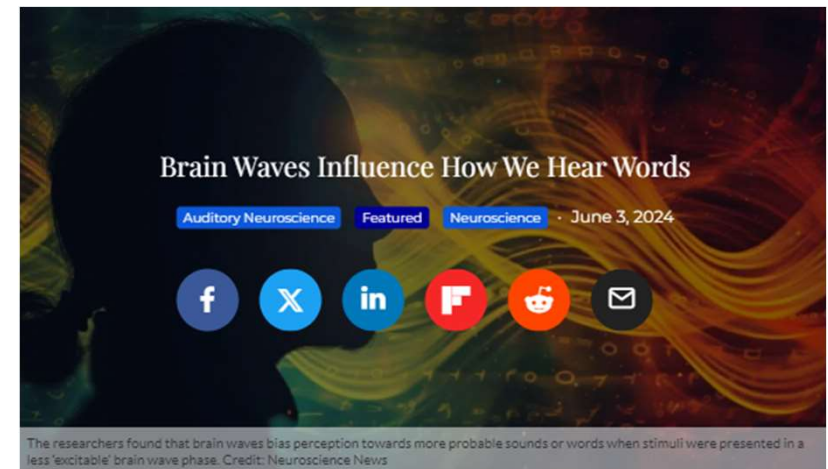 Brain Waves Influence How We Hear Words
Auditory Neuroscience Featured Neuroscience · June 3, 2024
The researchers found that brain waves bias perception towards more probable sounds or words when stimuli were presented in a
less 'excitable' brain wave phase. Credit: Neuroscience News